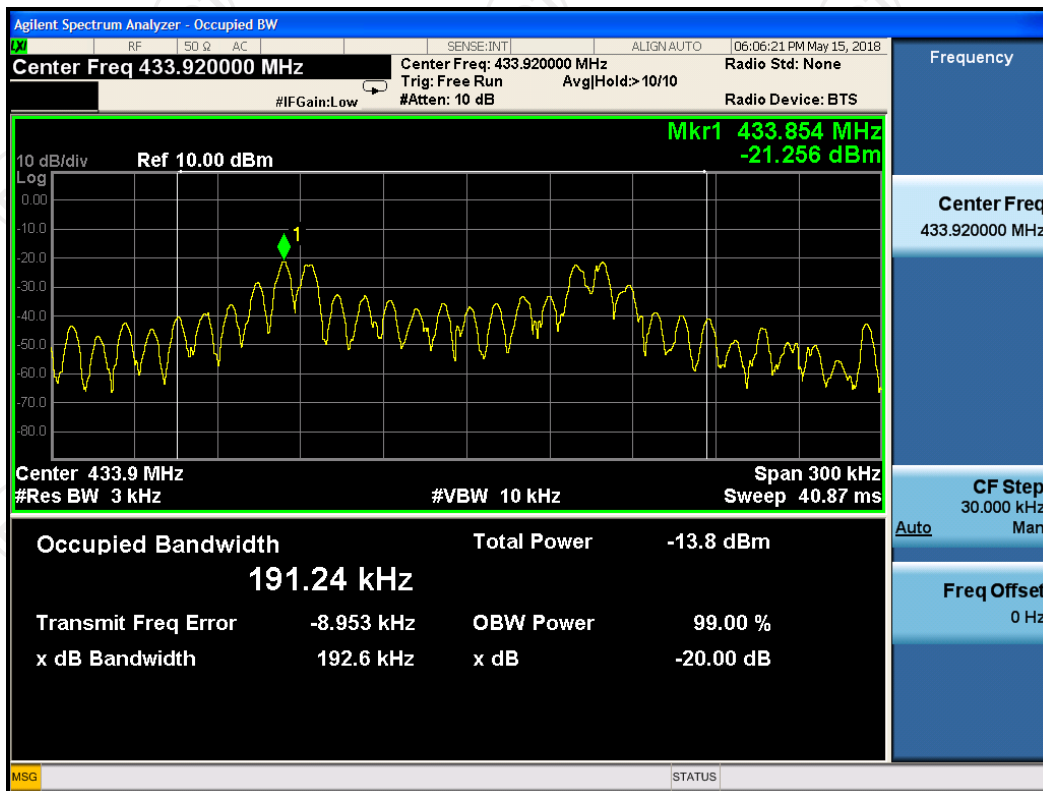 Agilent Spectrum Analyzer - Occupied BW
LXI RF 50 Ω AC SENSE:INT ALIGN AUTO 06:06:21 PM May 15, 2018
Center Freq 433.920000 MHz Center Freq: 433.920000 MHz Radio Std: None
Trig: Free Run Avg|Hold:>10/10
#IFGain:Low #Atten: 10 dB Radio Device: BTS
Mkr1 433.854 MHz
10 dB/div Ref 10.00 dBm -21.256 dBm
Log
0.00
-10.0
1
-20.0
-30.0
-40.0
-50.0
-60.0
-70.0
-80.0
Center 433.9 MHz Span 300 kHz
#Res BW 3 kHz #VBW 10 kHz Sweep 40.87 ms
Occupied Bandwidth Total Power -13.8 dBm
191.24 kHz
Transmit Freq Error -8.953 kHz OBW Power 99.00 %
x dB Bandwidth 192.6 kHz x dB -20.00 dB
Frequency
Center Freq
433.920000 MHz
CF Step
30.000 kHz
Auto Man
Freq Offset
0 Hz
MSG STATUS